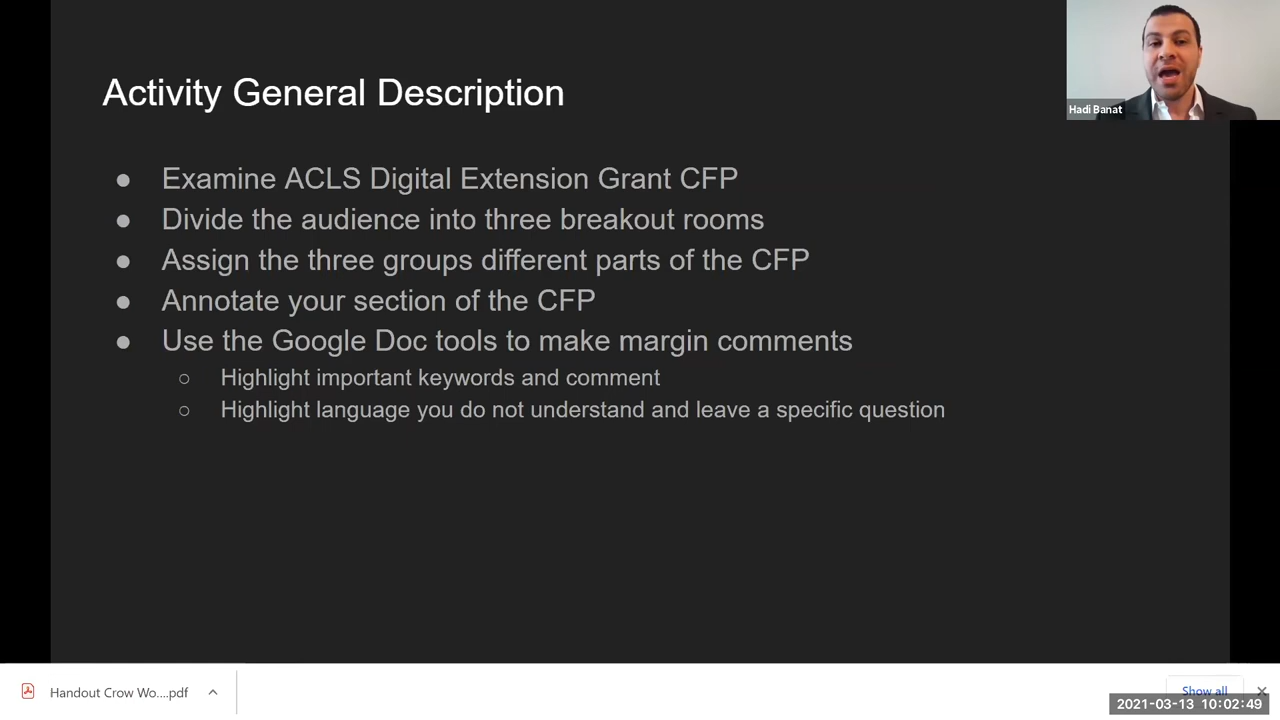 Activity General Description
Hadi Banat
● Examine ACLS Digital Extension Grant CFP
● Divide the audience into three breakout rooms
● Assign the three groups different parts of the CFP
● Annotate your section of the CFP
● Use the Google Doc tools to make margin comments
○ Highlight important keywords and comment
○ Highlight language you do not understand and leave a specific question
Handout Crow Wo....pdf
Show all
2021-03-13 10:02:49